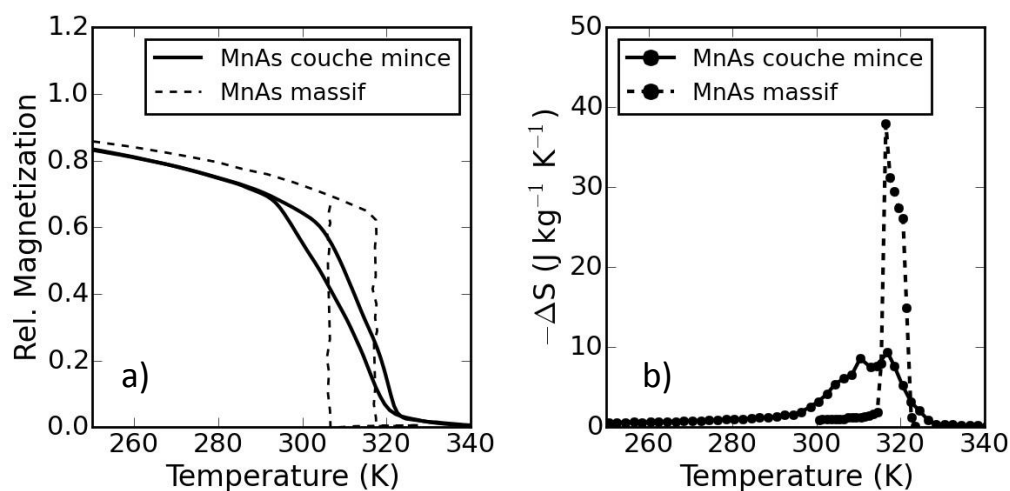 1.2
1.0
0.8
0.6
0.4
0.2
0.0
Rel. Magnetization
MnAs couche mince
MnAs massif
a)
260 280 300 320 340
Temperature (K)
50
40
30
20
10
0
−ΔS (J kg⁻¹ K⁻¹)
MnAs couche mince
MnAs massif
b)
260 280 300 320 340
Temperature (K)